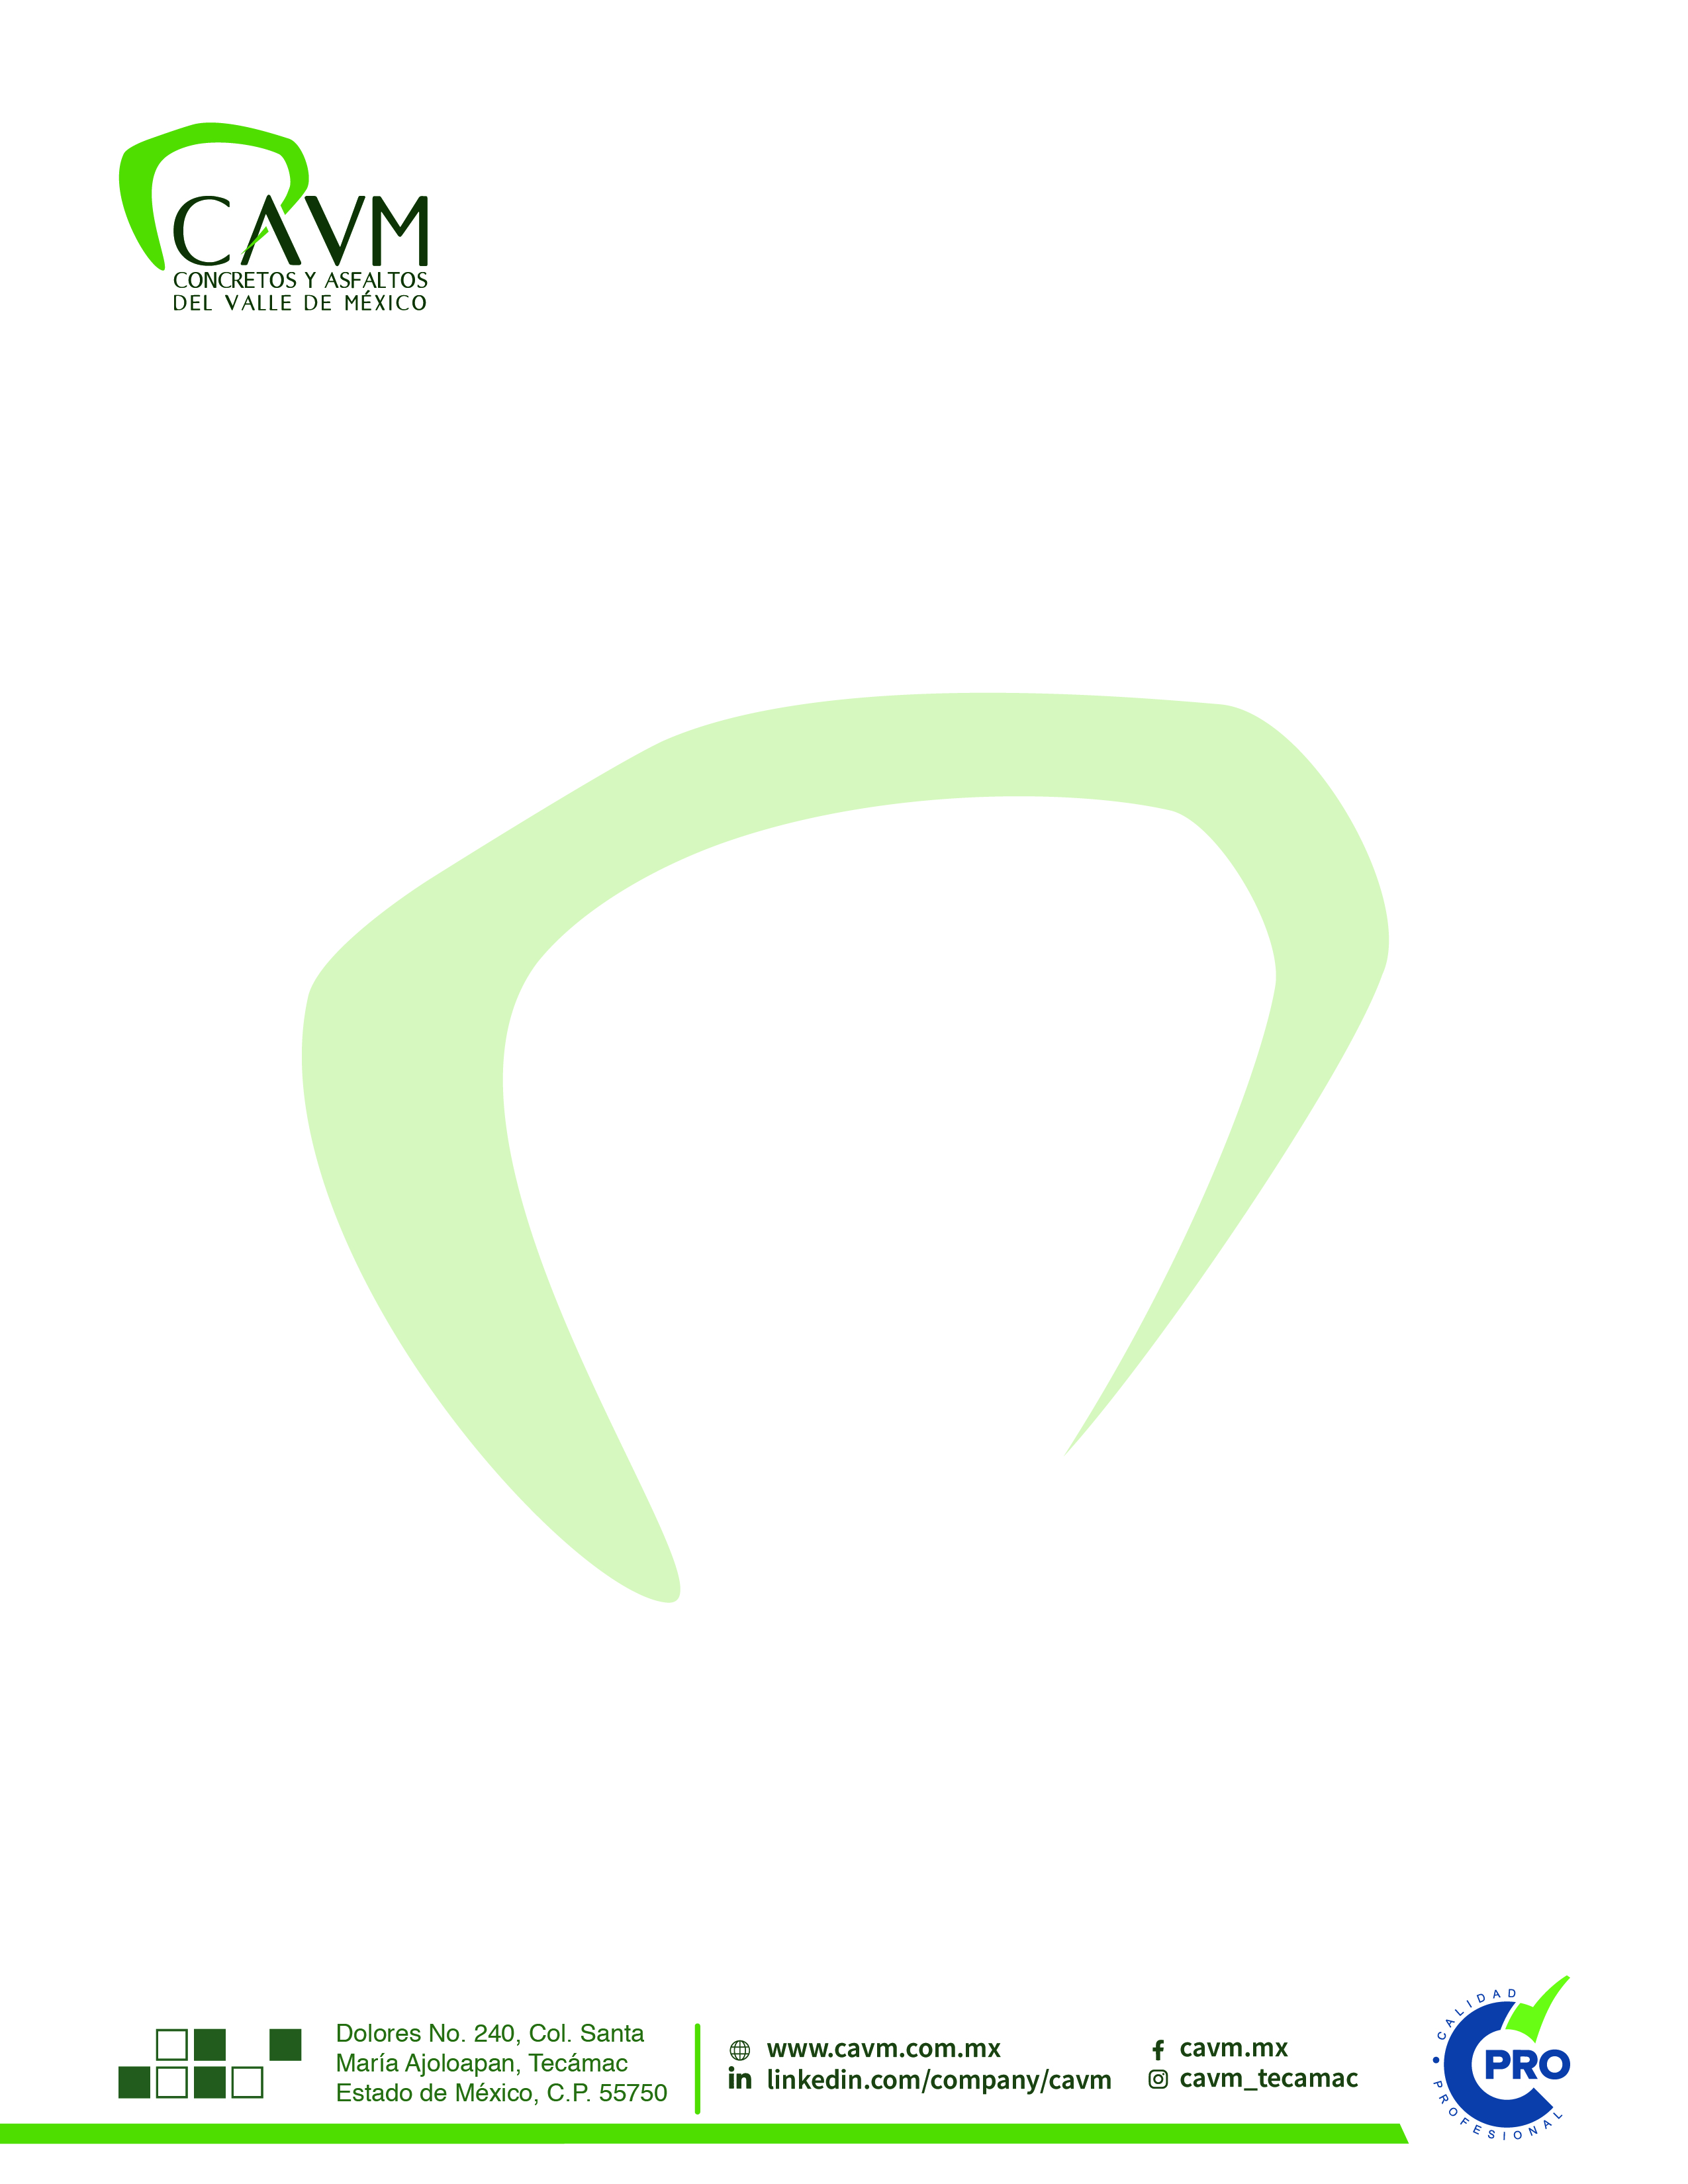 CAVM
CONCRETOS Y ASFALTOS
DEL VALLE DE MÉXICO
Dolores No. 240, Col. Santa
María Ajoloapan, Tecámac
Estado de México, C.P. 55750
www.cavm.com.mx
in linkedin.com/company/cavm
f cavm.mx
cavm_tecamac
CALIDAD
PRO
PROFESIONAL